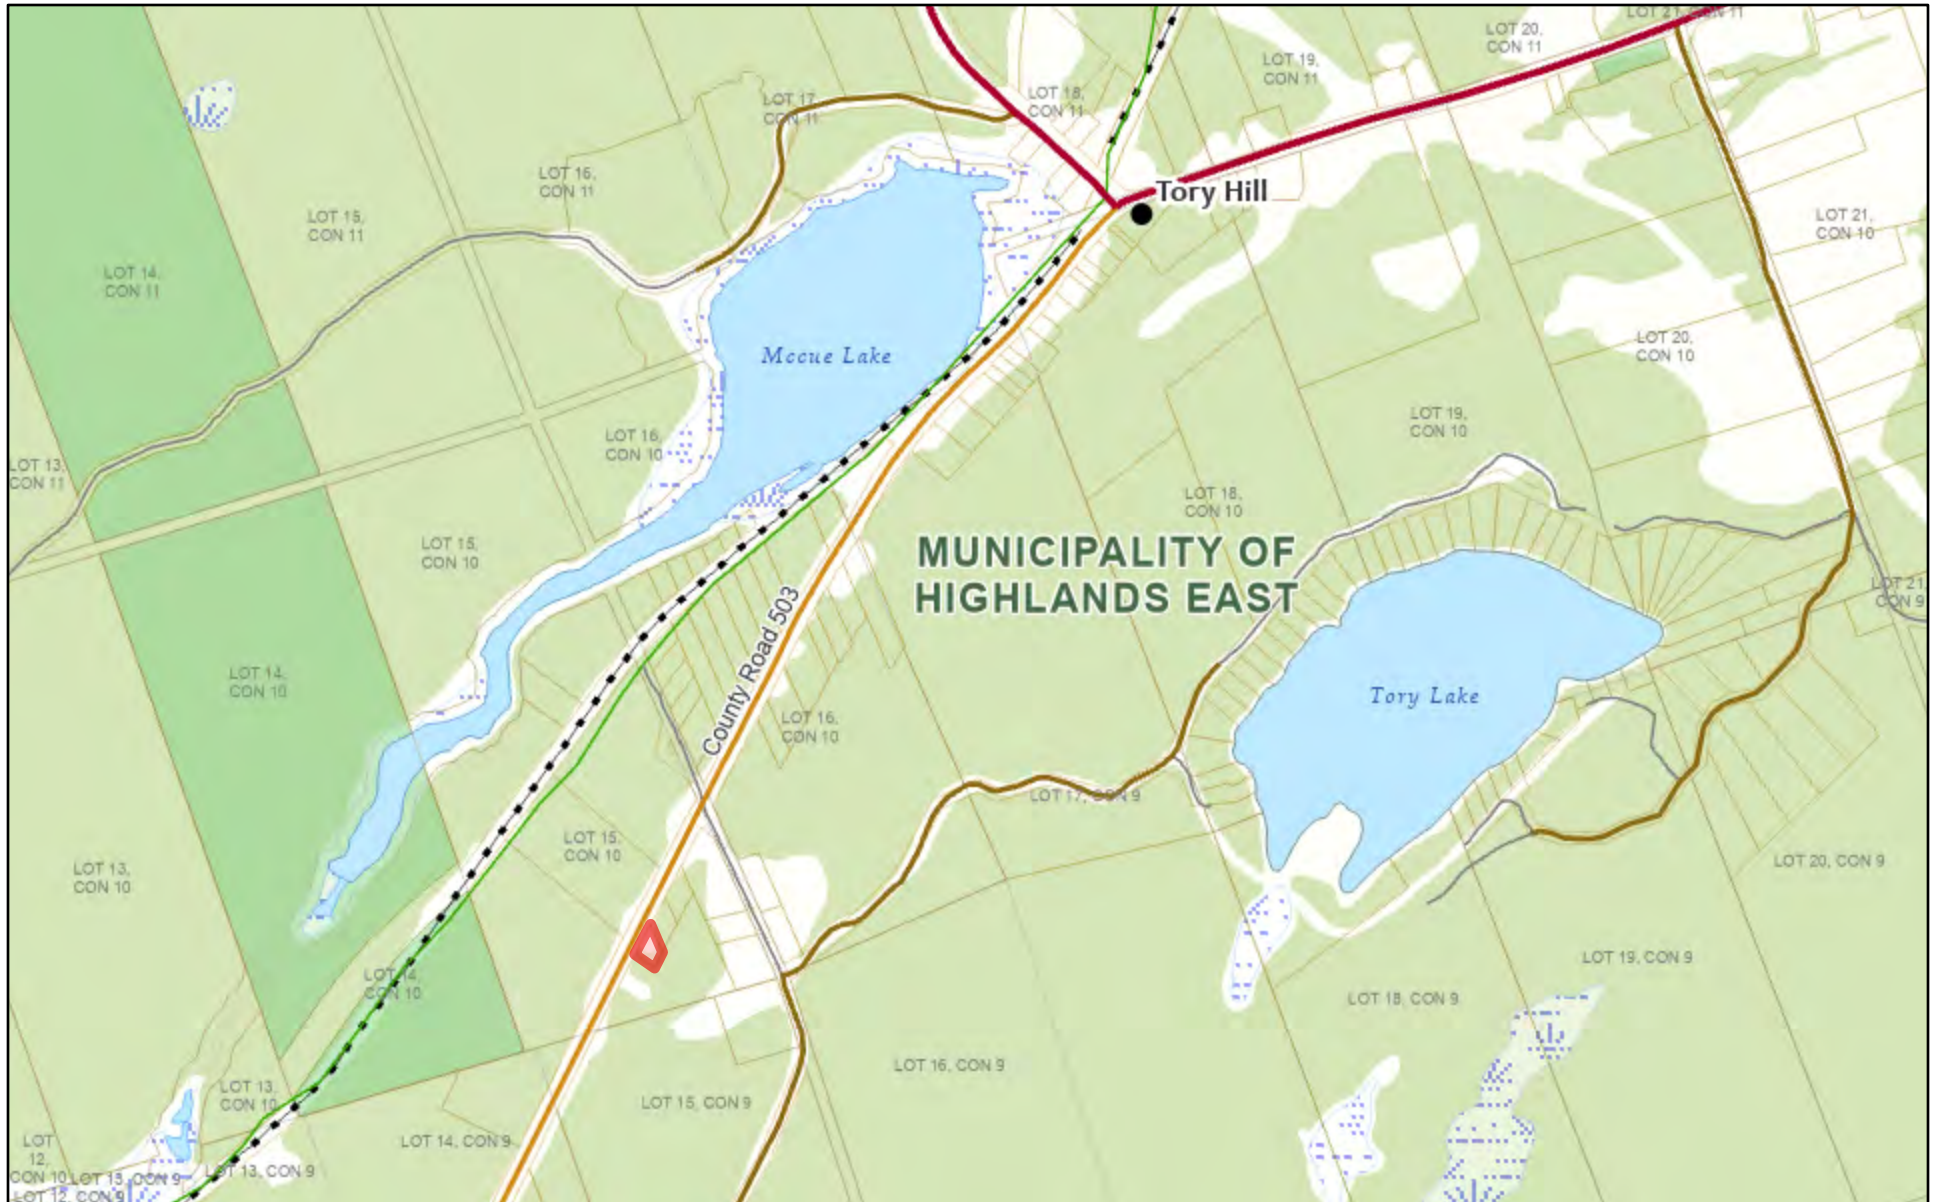 LOT 21, CON 11
LOT 20,
CON 11
LOT 19,
CON 11
LOT 18,
CON 11
LOT 17,
CON 11
LOT 16,
CON 11
Tory Hill
LOT 15,
CON 11
LOT 21,
CON 10
LOT 14,
CON 11
LOT 20,
CON 10
Mccue Lake
LOT 19,
CON 10
LOT 16,
CON 10
LOT 13,
CON 11
LOT 18,
CON 10
LOT 15,
CON 10
MUNICIPALITY OF
HIGHLANDS EAST
LOT 21,
CON 9
County Road 503
LOT 14,
CON 10
Tory Lake
LOT 16,
CON 10
LOT 17, CON 9
LOT 15,
CON 10
LOT 13,
CON 10
LOT 20, CON 9
LOT 14,
CON 10
LOT 19, CON 9
LOT 18, CON 9
LOT 16, CON 9
LOT 13,
CON 10
LOT 15, CON 9
LOT 14, CON 9
LOT
12,
CON 10
LOT 13, CON 9
LOT 13, CON 9
LOT 12, CON 9